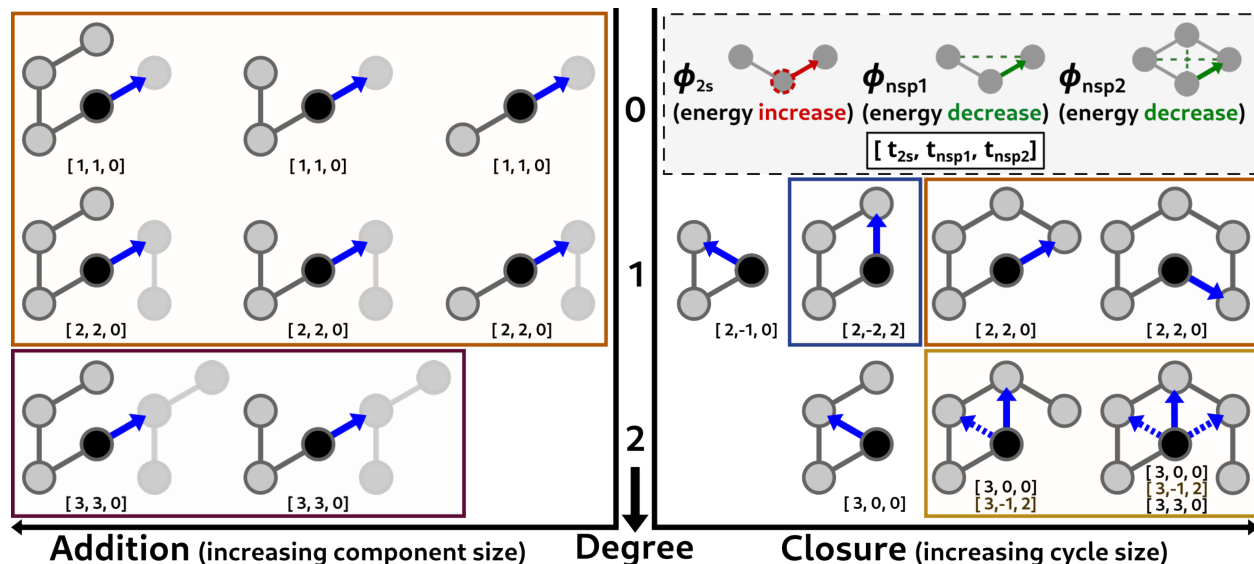 ϕ2s ϕnsp1 ϕnsp2
(energy increase) (energy decrease) (energy decrease)
[ t2s, tnsp1, tnsp2]
0
[ 1, 1, 0] [ 1, 1, 0] [ 1, 1, 0]
1
[ 2, 2, 0] [ 2, 2, 0] [ 2, 2, 0] [ 2,-1, 0] [ 2,-2, 2] [ 2, 2, 0] [ 2, 2, 0]
2
[ 3, 3, 0] [ 3, 3, 0] [ 3, 0, 0] [ 3, 0, 0] [ 3, 0, 0]
[ 3,-1, 2] [ 3,-1, 2]
[ 3, 3, 0]
Addition (increasing component size) Degree Closure (increasing cycle size)